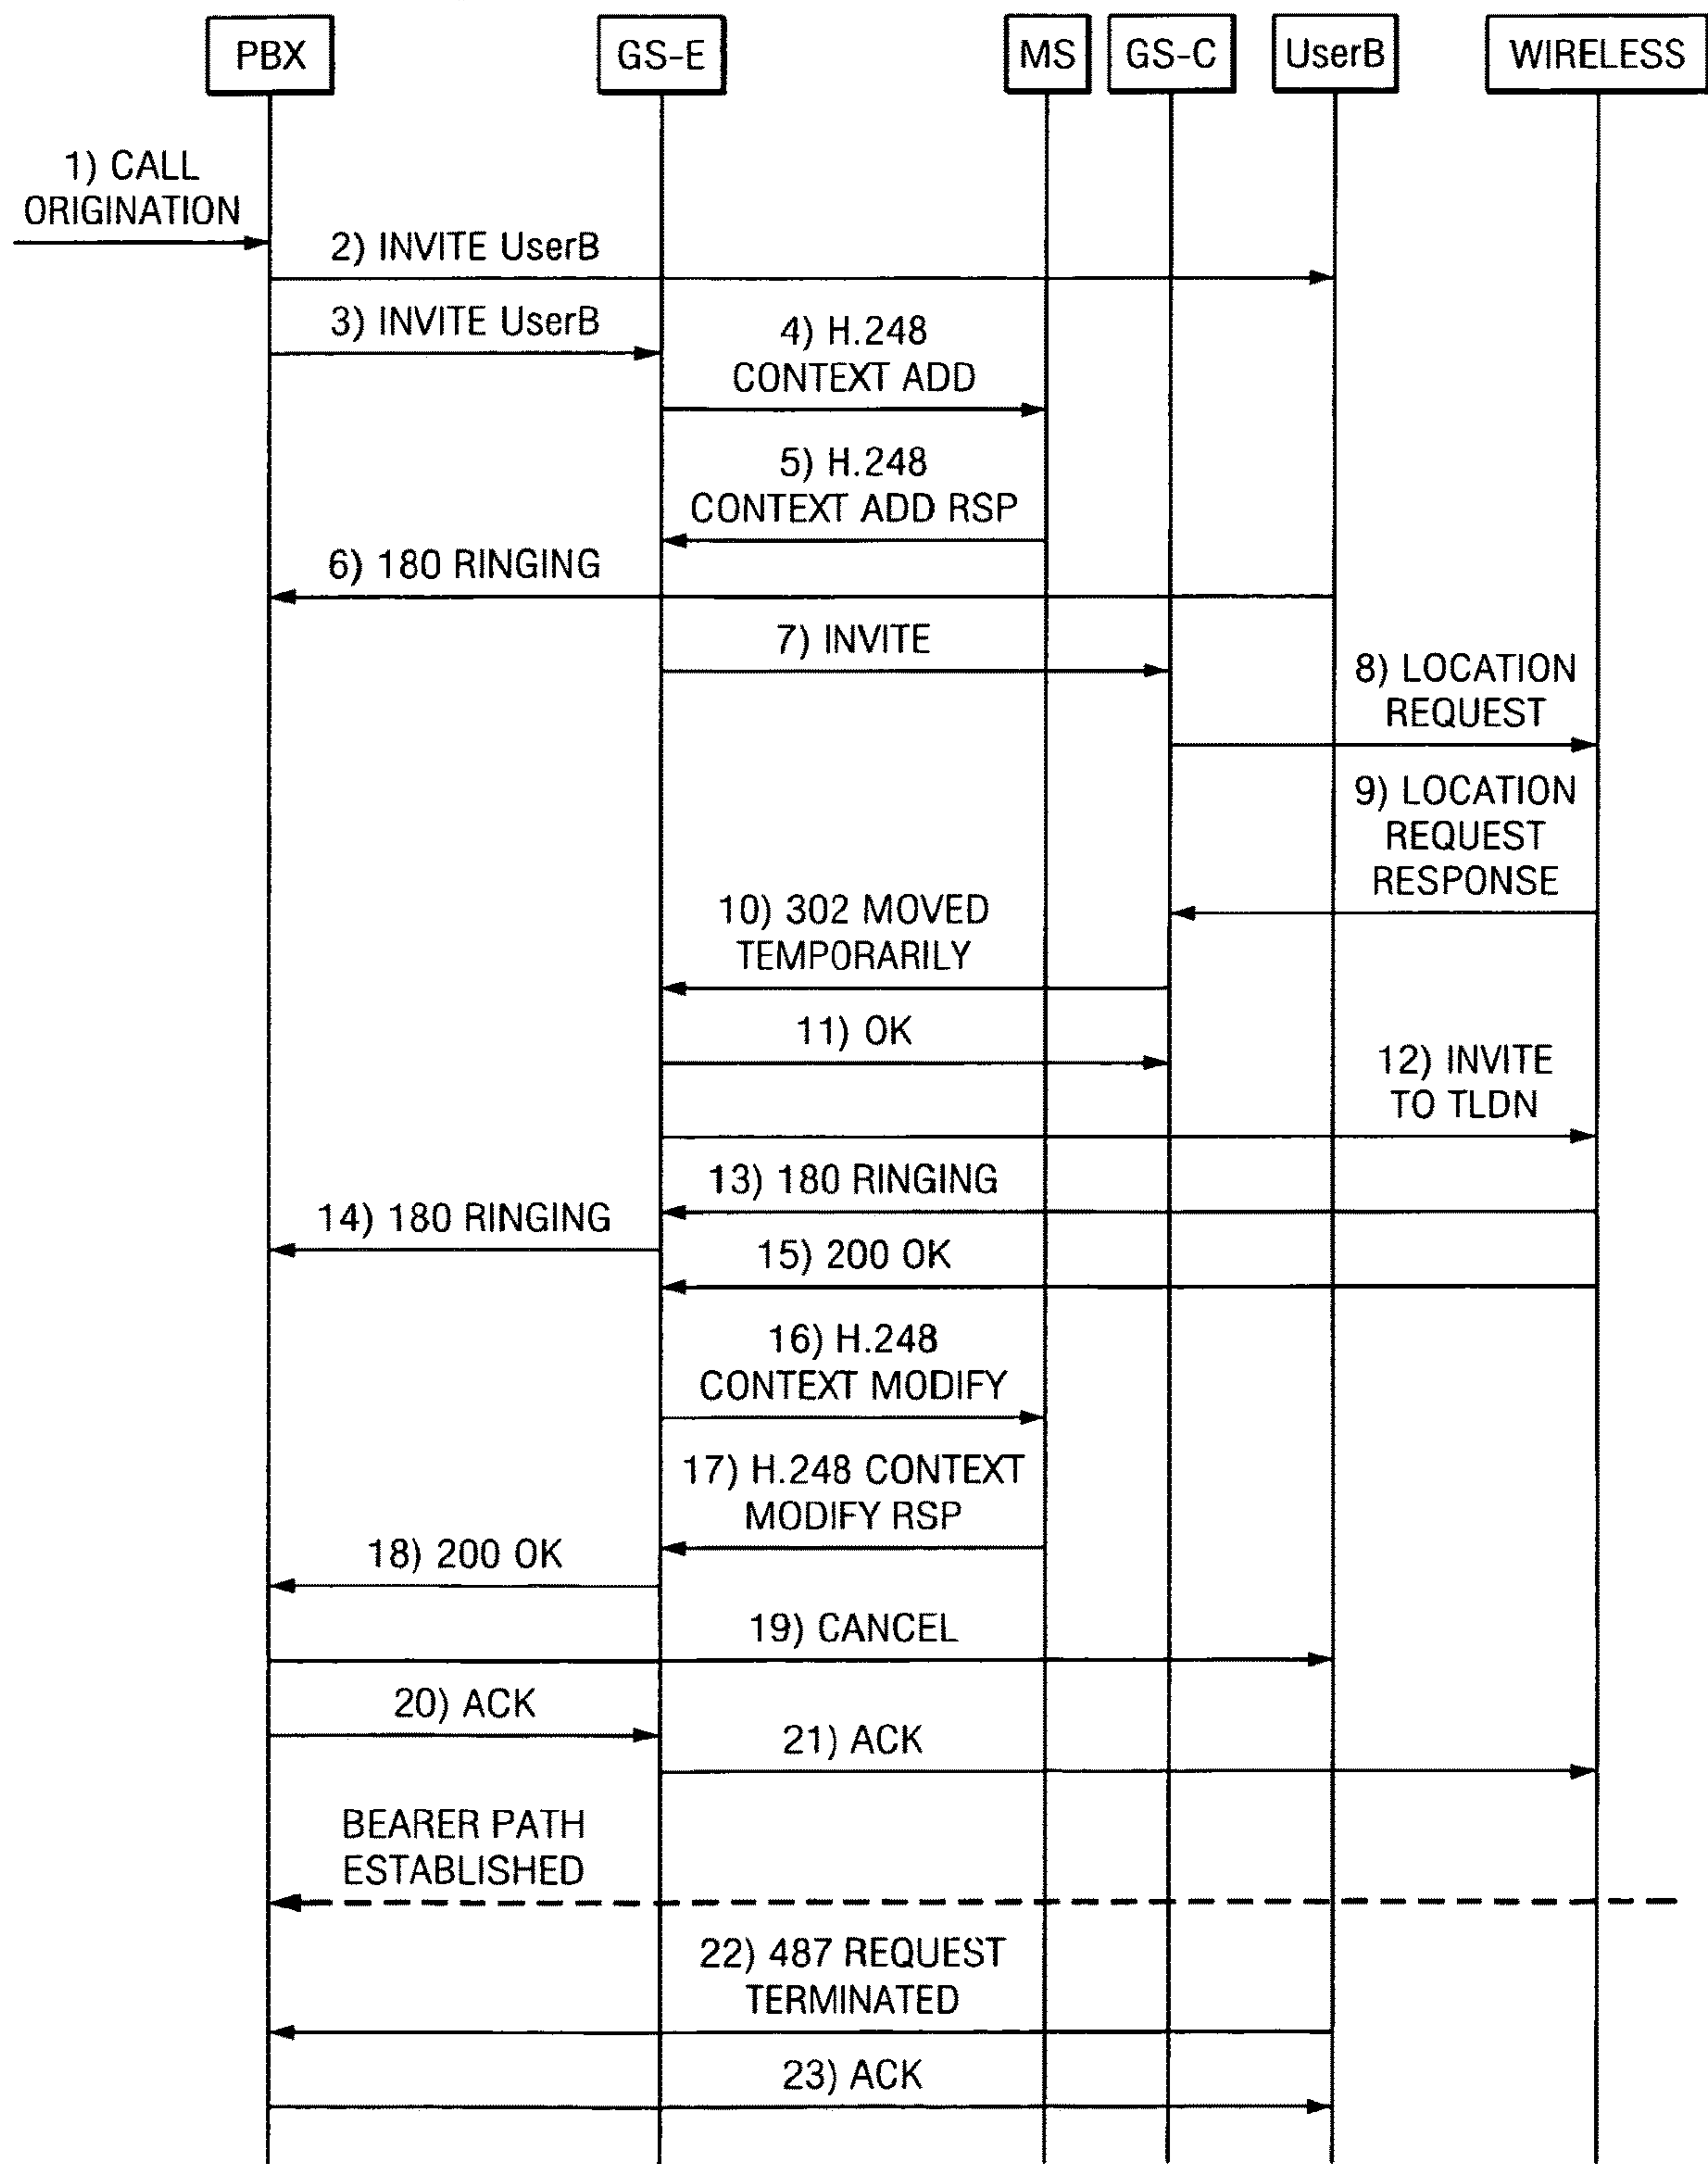 PBX
GS-E
MS
GS-C
UserB
WIRELESS
1) CALL
ORIGINATION
2) INVITE UserB
3) INVITE UserB
4) H.248
CONTEXT ADD
5) H.248
CONTEXT ADD RSP
6) 180 RINGING
7) INVITE
8) LOCATION
REQUEST
9) LOCATION
REQUEST
RESPONSE
10) 302 MOVED
TEMPORARILY
11) OK
12) INVITE
TO TLDN
13) 180 RINGING
14) 180 RINGING
15) 200 OK
16) H.248
CONTEXT MODIFY
17) H.248 CONTEXT
MODIFY RSP
18) 200 OK
19) CANCEL
20) ACK
21) ACK
BEARER PATH
ESTABLISHED
22) 487 REQUEST
TERMINATED
23) ACK